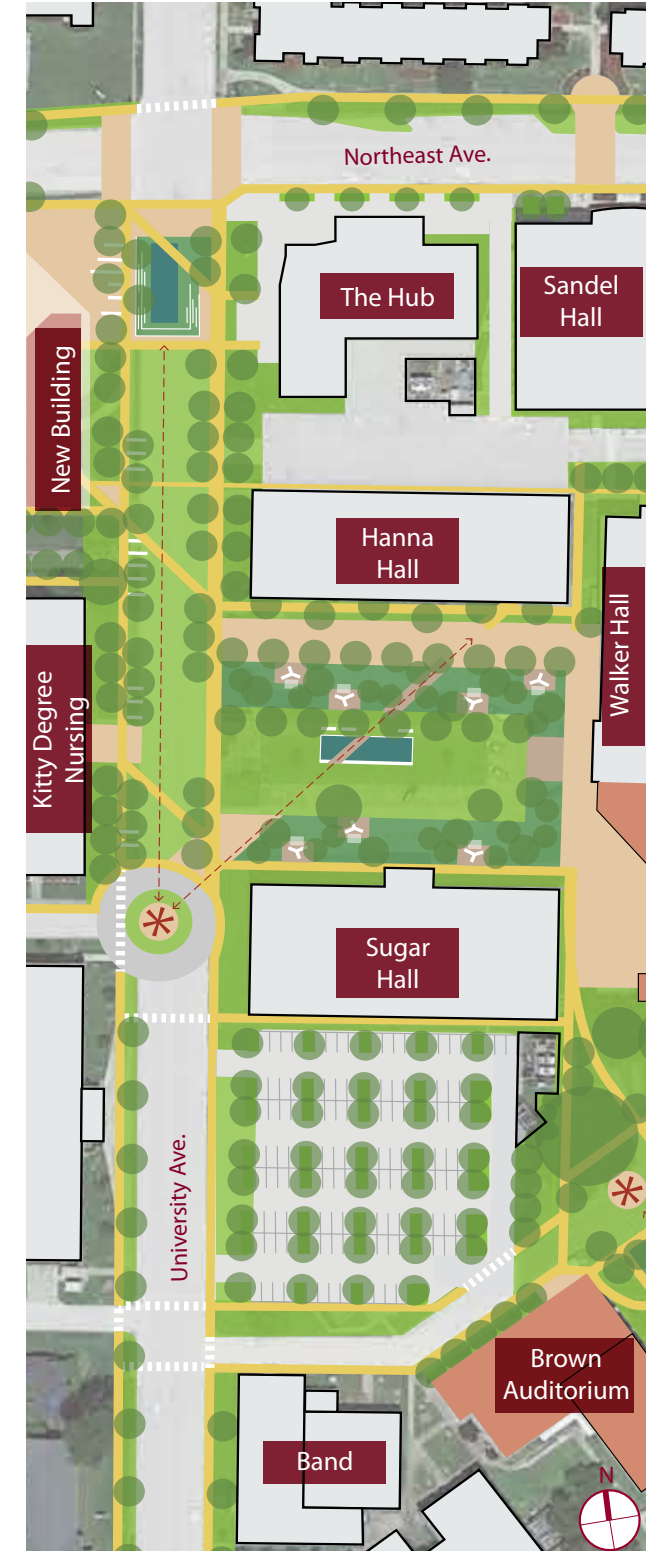 Northeast Ave.
The Hub
Sandel
Hall
New Building
Hanna
Hall
Walker Hall
Kitty Degree
Nursing
Sugar
Hall
University Ave.
Brown
Auditorium
Band
N